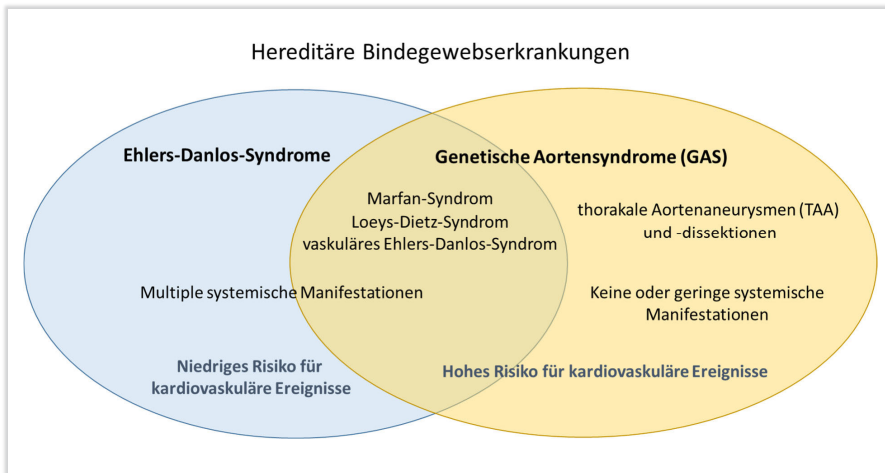 Hereditäre Bindegewebserkrankungen
Ehlers-Danlos-Syndrome
Genetische Aortensyndrome (GAS)
Marfan-Syndrom
Loeys-Dietz-Syndrom
vaskuläres Ehlers-Danlos-Syndrom
thorakale Aortenaneurysmen (TAA)
und -dissektionen
Multiple systemische Manifestationen
Keine oder geringe systemische
Manifestationen
Niedriges Risiko für
kardiovaskuläre Ereignisse
Hohes Risiko für kardiovaskuläre Ereignisse